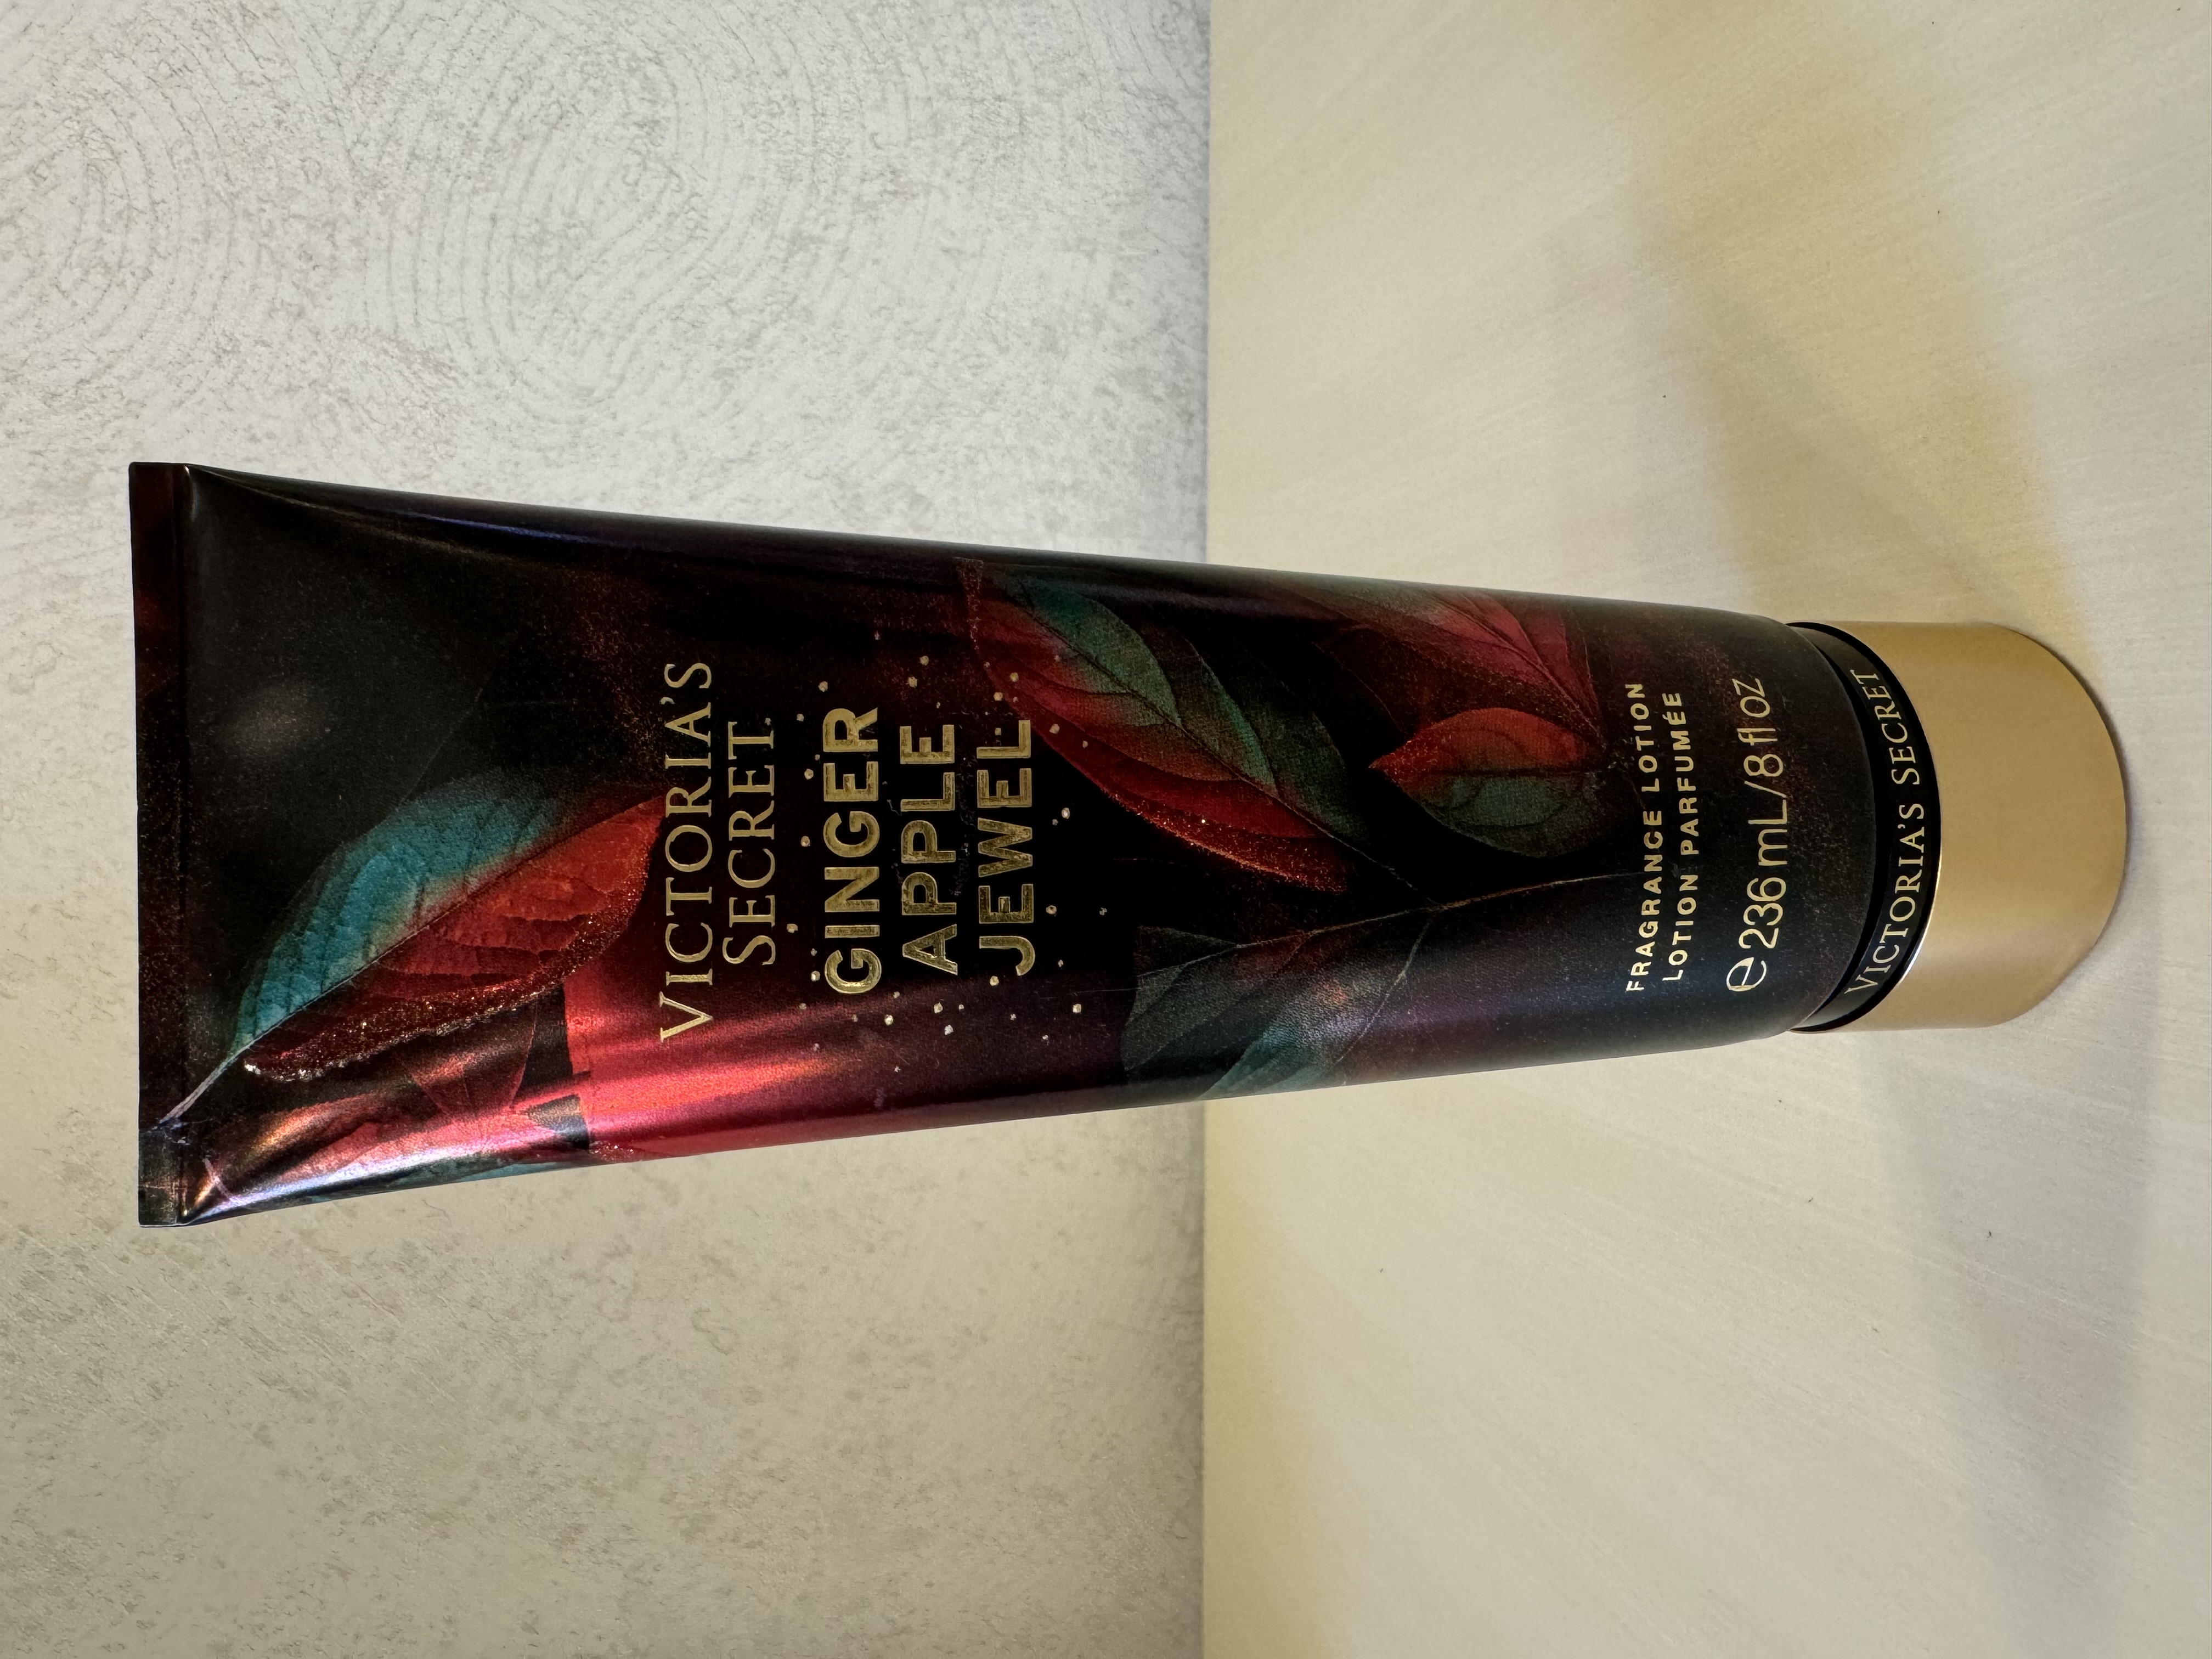 VICTORIA'S
SECRET
GINGER
APPLE
JEWEL
FRAGRANCE LOTION
LOTION PARFUMÉE
℮ 236 mL/8 fl oz
VICTORIA'S SECRET